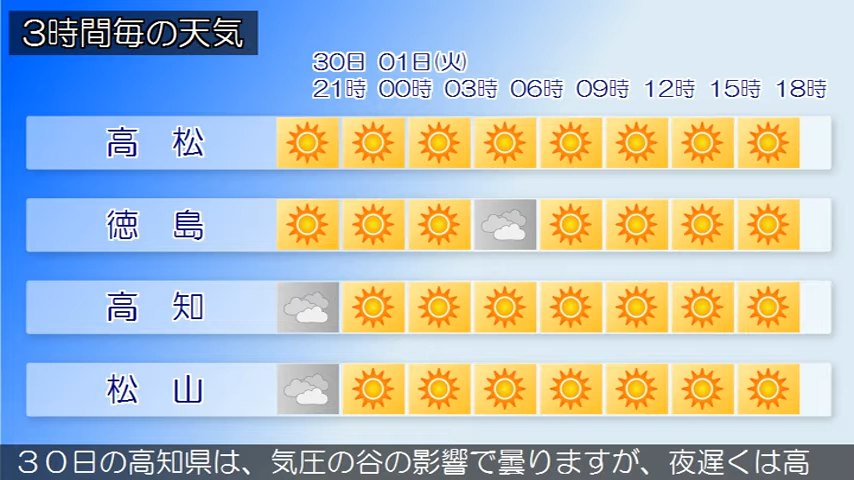 3時間毎の天気
30日 01日(火)
21時 00時 03時 06時 09時 12時 15時 18時
高 松
徳 島
高 知
松 山
３０日の高知県は、気圧の谷の影響で曇りますが、夜遅くは高